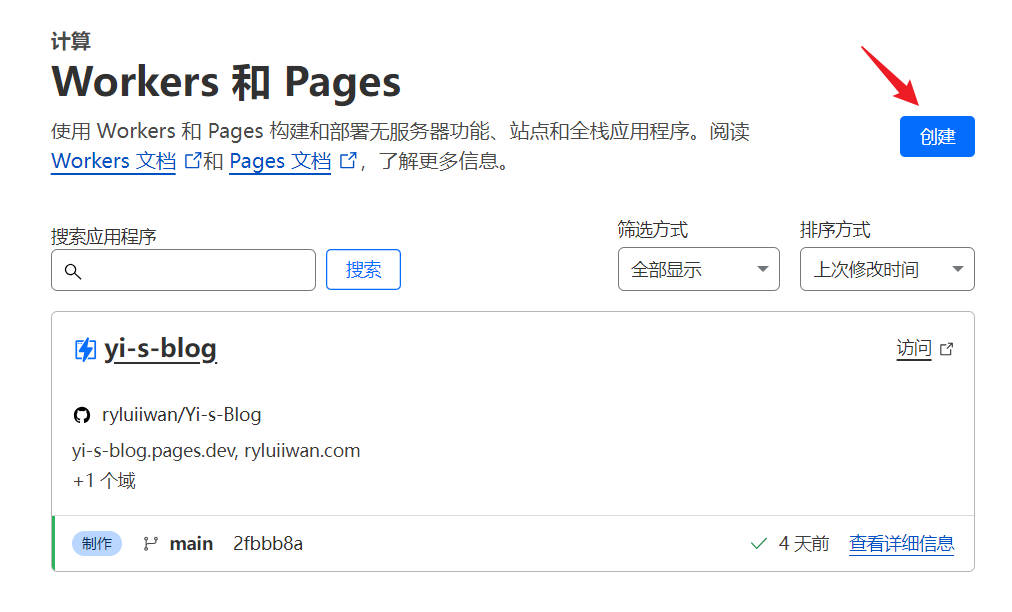 计算
Workers 和 Pages
使用 Workers 和 Pages 构建和部署无服务器功能、站点和全栈应用程序。阅读
Workers 文档 和 Pages 文档 ，了解更多信息。
创建
搜索应用程序
搜索
筛选方式
全部显示
排序方式
上次修改时间
yi-s-blog
访问
ryluiiwan/Yi-s-Blog
yi-s-blog.pages.dev, ryluiiwan.com
+1 个域
制作 main 2fbbb8a
4 天前 查看详细信息